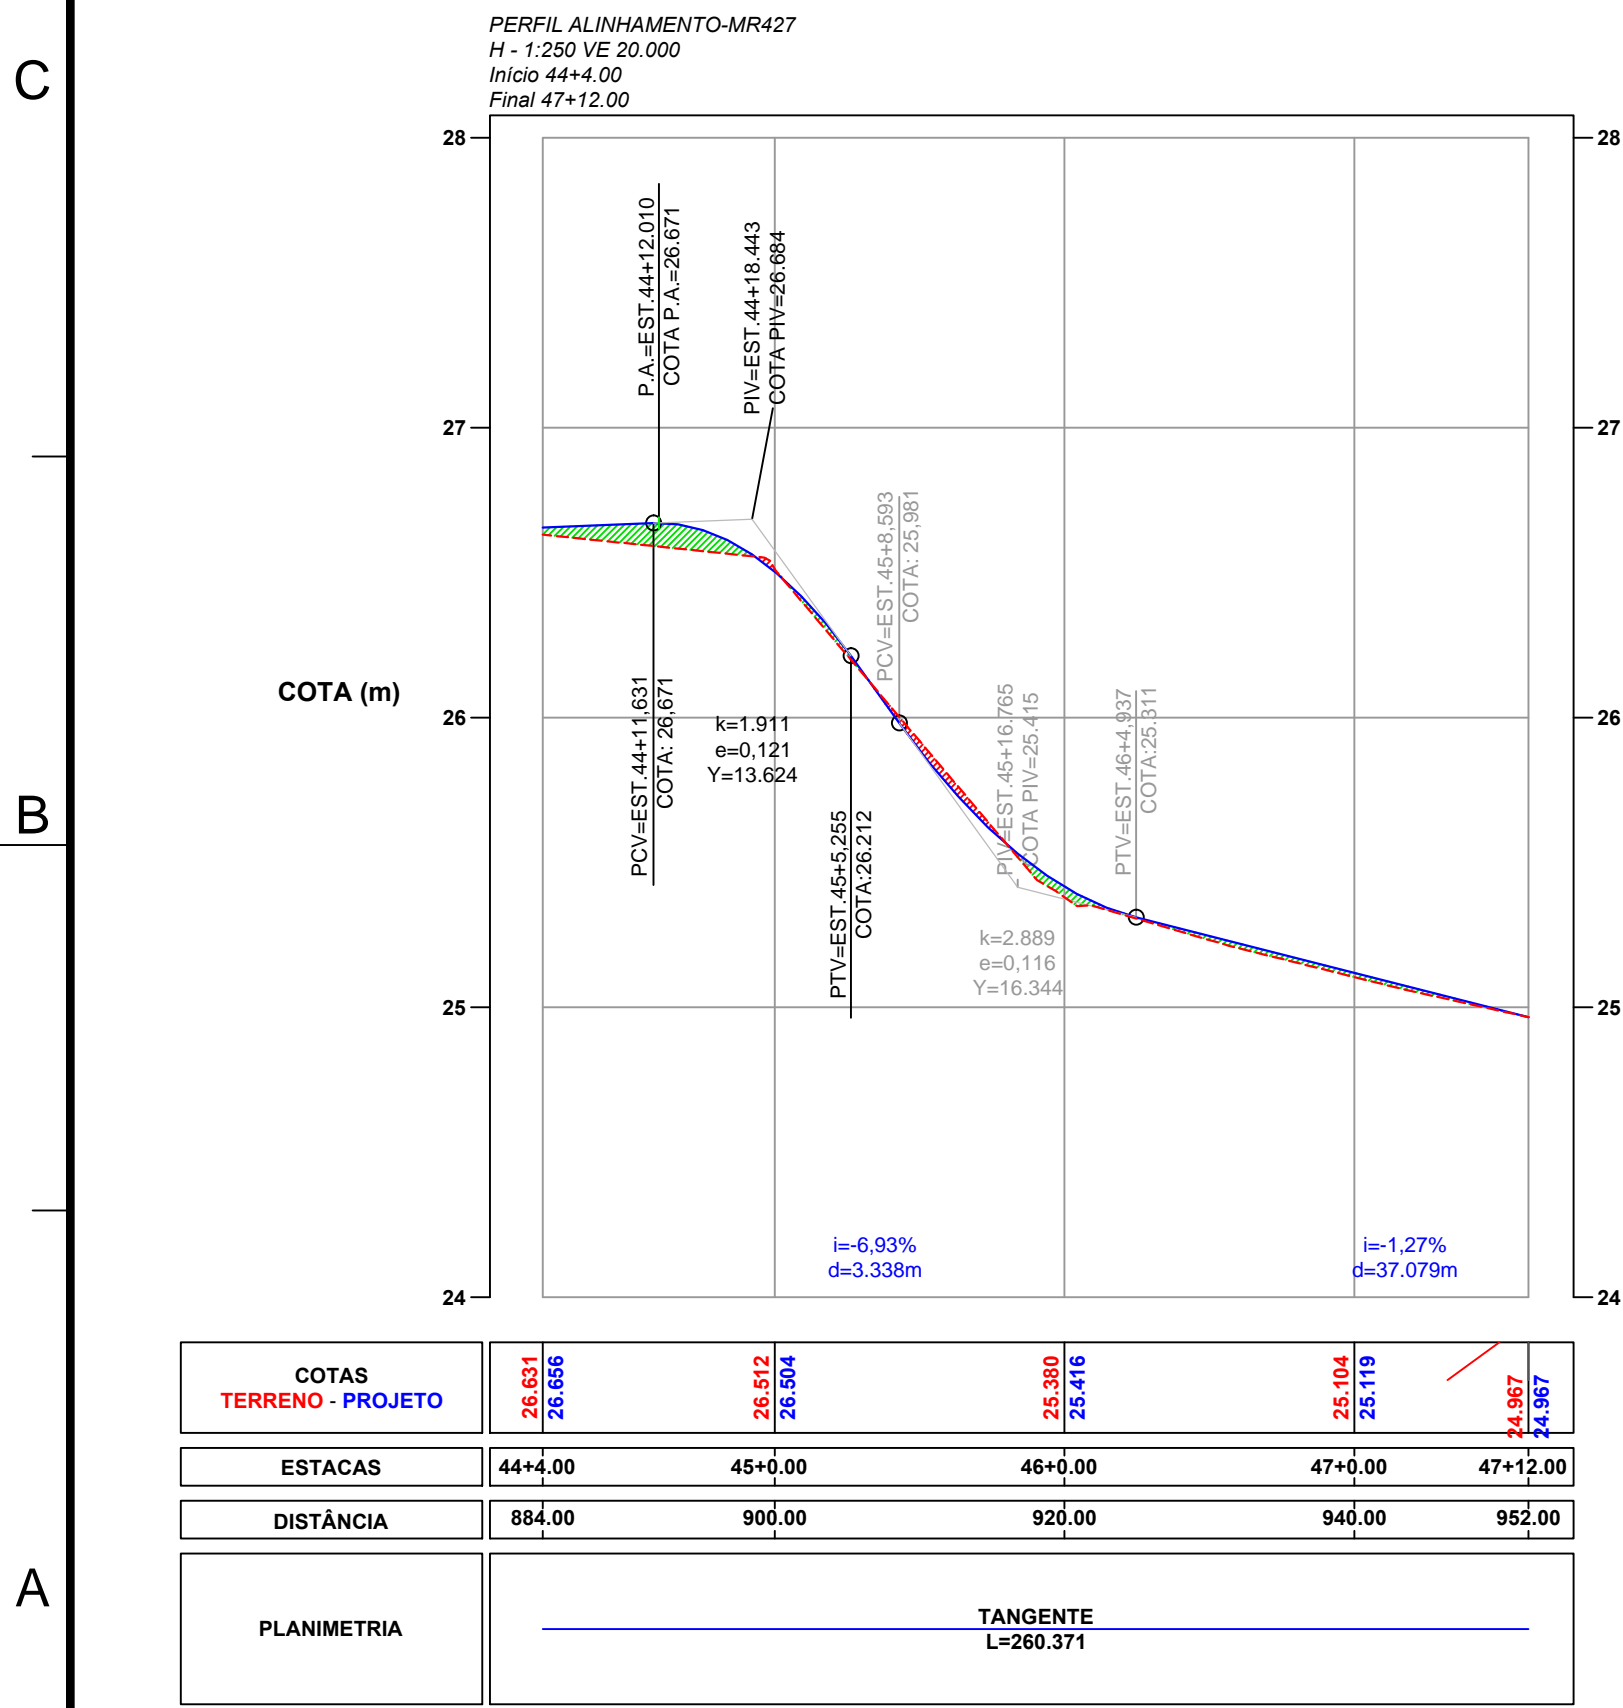 PERFIL ALINHAMENTO-MR427
H - 1:250 VE 20.000
Início 44+4.00
Final 47+12.00
C
B
A
28
27
26
25
24
28
27
26
25
24
COTA (m)
P.A.=EST.44+12.010
COTA P.A.=26.671
PIV=EST.44+18.443
COTA PIV=26.684
PCV=EST.44+11,631
COTA: 26,671
k=1.911
e=0,121
Y=13.624
PTV=EST.45+5,255
COTA:26.212
PCV=EST.45+8,593
COTA: 25,981
PIV=EST.45+16.765
COTA PIV=25.415
k=2.889
e=0,116
Y=16.344
PTV=EST.46+4,937
COTA:25.311
i=-6,93%
d=3.338m
i=-1,27%
d=37.079m
COTAS
TERRENO - PROJETO
26.631
26.656
26.512
26.504
25.380
25.416
25.104
25.119
24.967
24.967
ESTACAS
44+4.00 45+0.00 46+0.00 47+0.00 47+12.00
DISTÂNCIA
884.00 900.00 920.00 940.00 952.00
PLANIMETRIA
TANGENTE
L=260.371